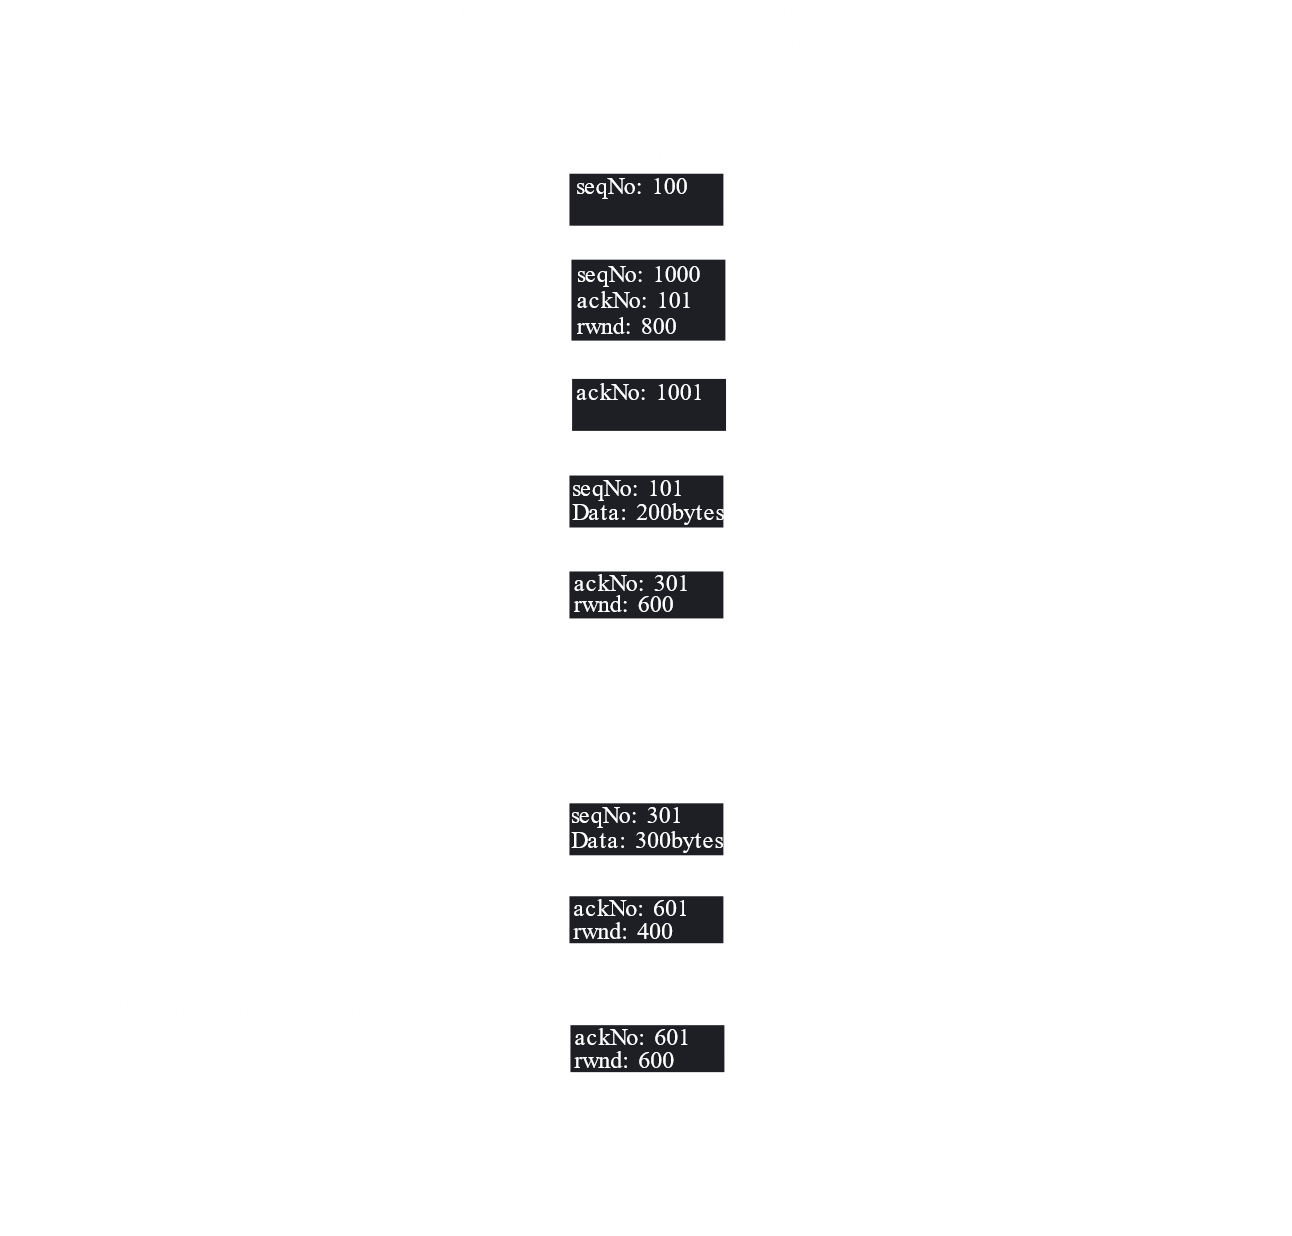 seqNo: 100
seqNo: 1000
ackNo: 101
rwnd: 800
ackNo: 1001
seqNo: 101
Data: 200bytes
ackNo: 301
rwnd: 600
seqNo: 301
Data: 300bytes
ackNo: 601
rwnd: 400
ackNo: 601
rwnd: 600